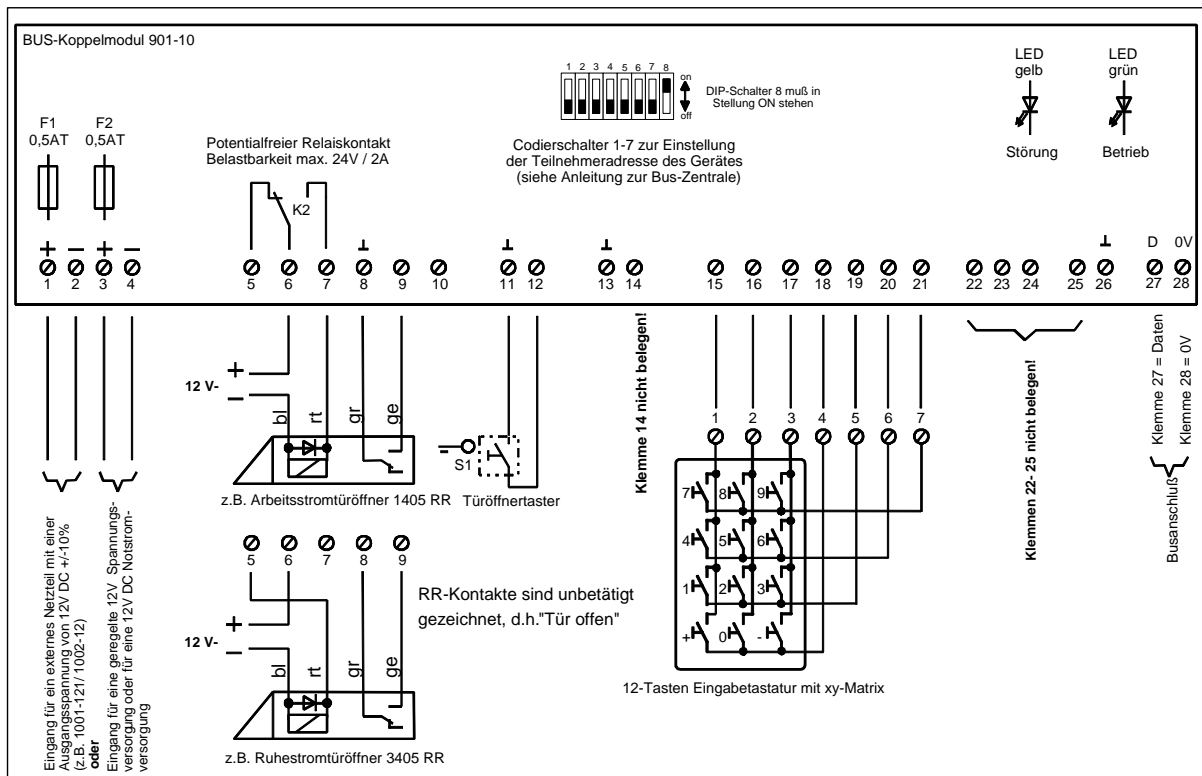 BUS-Koppelmodul 901-10
F1
0,5AT
F2
0,5AT
Potentialfreier Relaiskontakt
Belastbarkeit max. 24V / 2A
K2
1 2 3 4 5 6 7 8
on
off
DIP-Schalter 8 muß in
Stellung ON stehen
Codierschalter 1-7 zur Einstellung
der Teilnehmeradresse des Gerätes
(siehe Anleitung zur Bus-Zentrale)
LED
gelb
Störung
LED
grün
Betrieb
D 0V
+ − + −
1 2 3 4 5 6 7 8 9 10 11 12 13 14 15 16 17 18 19 20 21 22 23 24 25 26 27 28
+
12 V-
−
bl rt gr ge
z.B. Arbeitsstromtüröffner 1405 RR
S1
Türöffnertaster
Klemme 14 nicht belegen!
1 2 3 4 5 6 7
7 8 9
4 5 6
1 2 3
+ 0 -
12-Tasten Eingabetastatur mit xy-Matrix
Klemmen 22- 25 nicht belegen!
Klemme 27 = Daten
Klemme 28 = 0V
Busanschluß
5 6 7 8 9
+
12 V-
−
bl rt gr ge
z.B. Ruhestromtüröffner 3405 RR
RR-Kontakte sind unbetätigt
gezeichnet, d.h."Tür offen"
Eingang für ein externes Netzteil mit einer
Ausgangsspannung von 12V DC +/-10%
(z.B. 1001-121/ 1002-12)
oder
Eingang für eine geregelte 12V Spannungs-
versorgung oder für eine 12V DC Notstrom-
versorgung